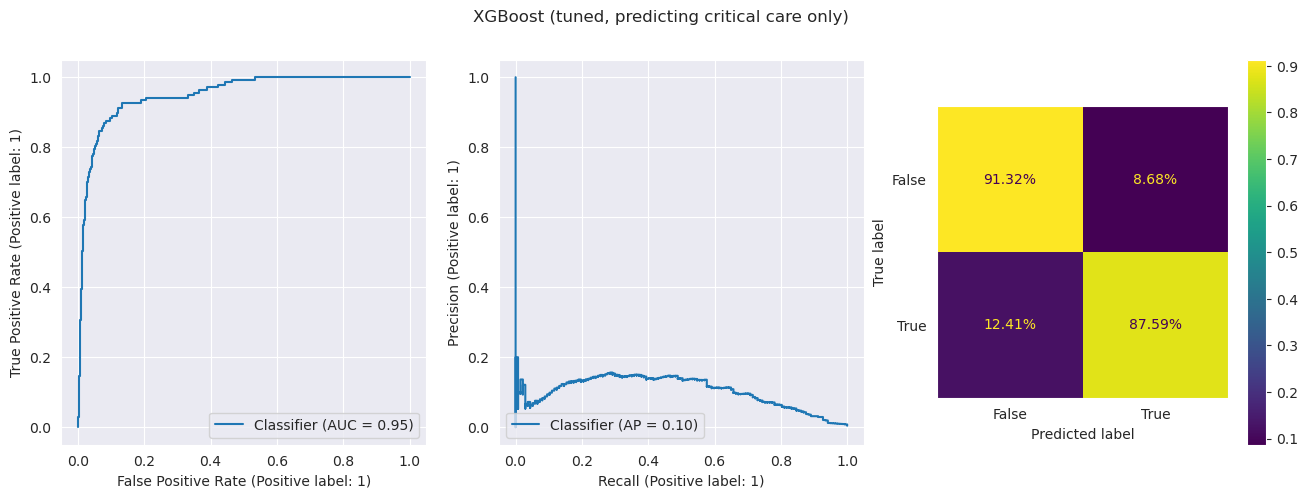 XGBoost (tuned, predicting critical care only)
True Positive Rate (Positive label: 1)
1.0
0.8
0.6
0.4
0.2
0.0
Classifier (AUC = 0.95)
0.0 0.2 0.4 0.6 0.8 1.0
False Positive Rate (Positive label: 1)
Precision (Positive label: 1)
1.0
0.8
0.6
0.4
0.2
0.0
Classifier (AP = 0.10)
0.0 0.2 0.4 0.6 0.8 1.0
Recall (Positive label: 1)
True label
False 91.32% 8.68%
True 12.41% 87.59%
False True
Predicted label
0.9
0.8
0.7
0.6
0.5
0.4
0.3
0.2
0.1